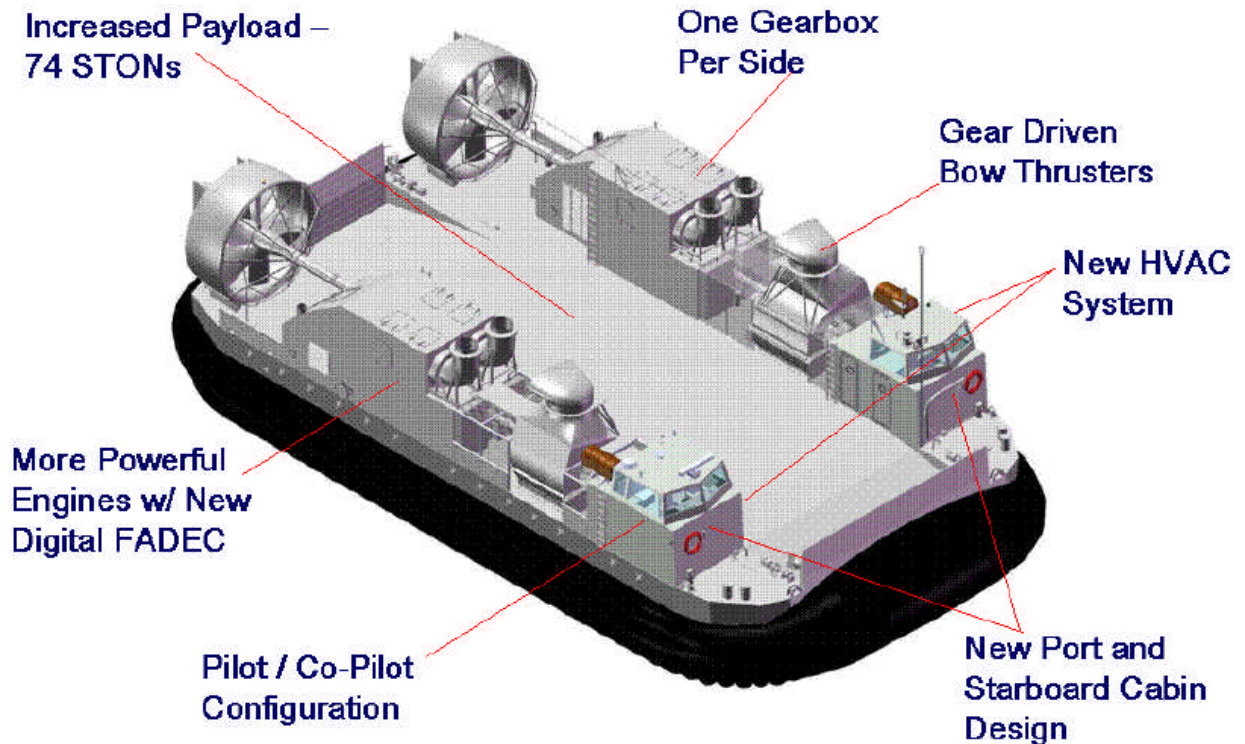 Increased Payload –
74 STONs
One Gearbox
Per Side
Gear Driven
Bow Thrusters
New HVAC
System
More Powerful
Engines w/ New
Digital FADEC
Pilot / Co-Pilot
Configuration
New Port and
Starboard Cabin
Design